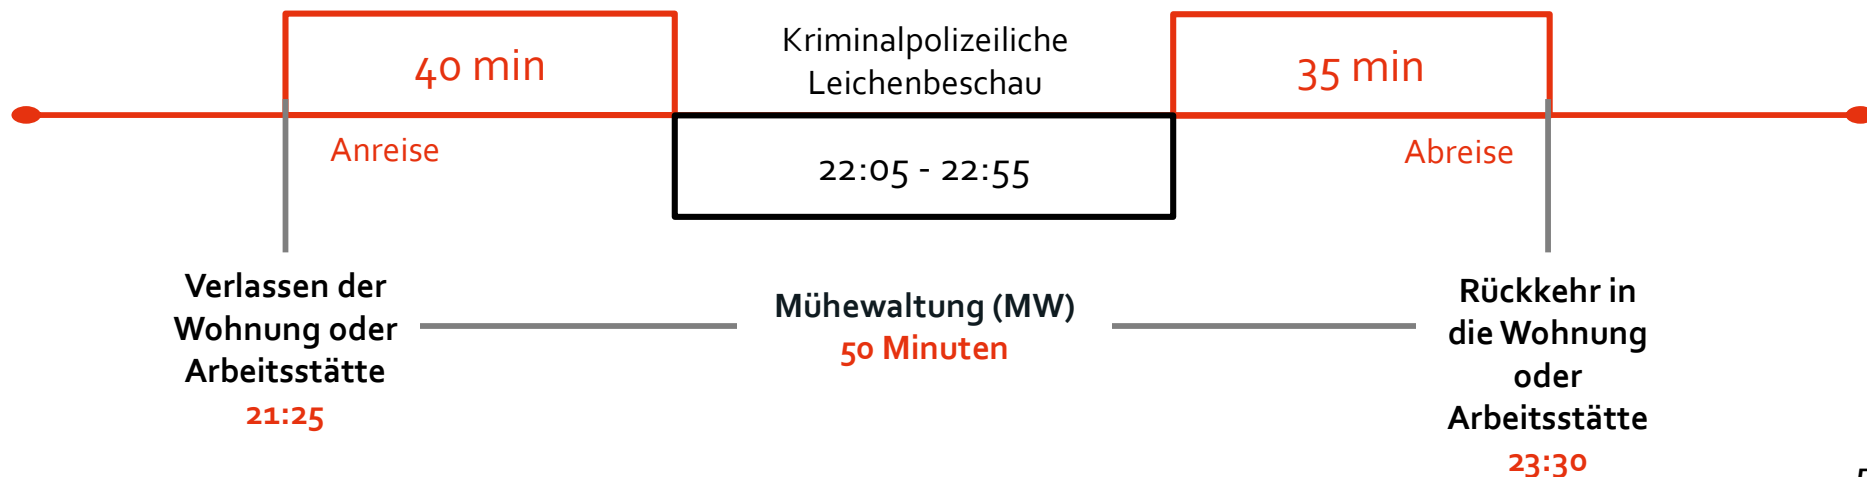 40 min
Kriminalpolizeiliche
Leichenbeschau
35 min
Anreise
22:05 - 22:55
Abreise
Verlassen der
Wohnung oder
Arbeitsstätte
21:25
Mühewaltung (MW)
50 Minuten
Rückkehr in
die Wohnung
oder
Arbeitsstätte
23:30